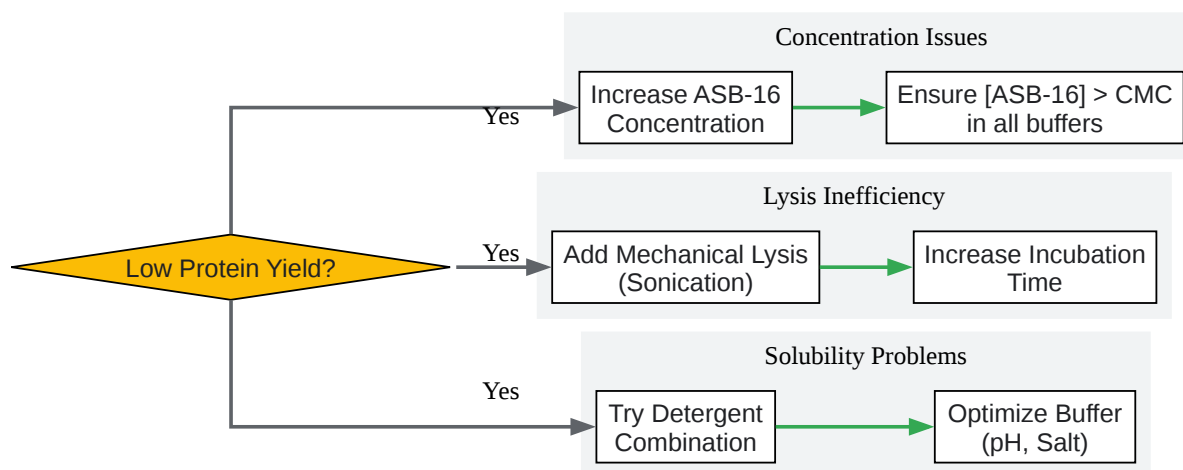 Concentration Issues
Yes
Increase ASB-16
Concentration
Ensure [ASB-16] > CMC
in all buffers
Lysis Inefficiency
Low Protein Yield?
Yes
Add Mechanical Lysis
(Sonication)
Increase Incubation
Time
Solubility Problems
Yes
Try Detergent
Combination
Optimize Buffer
(pH, Salt)